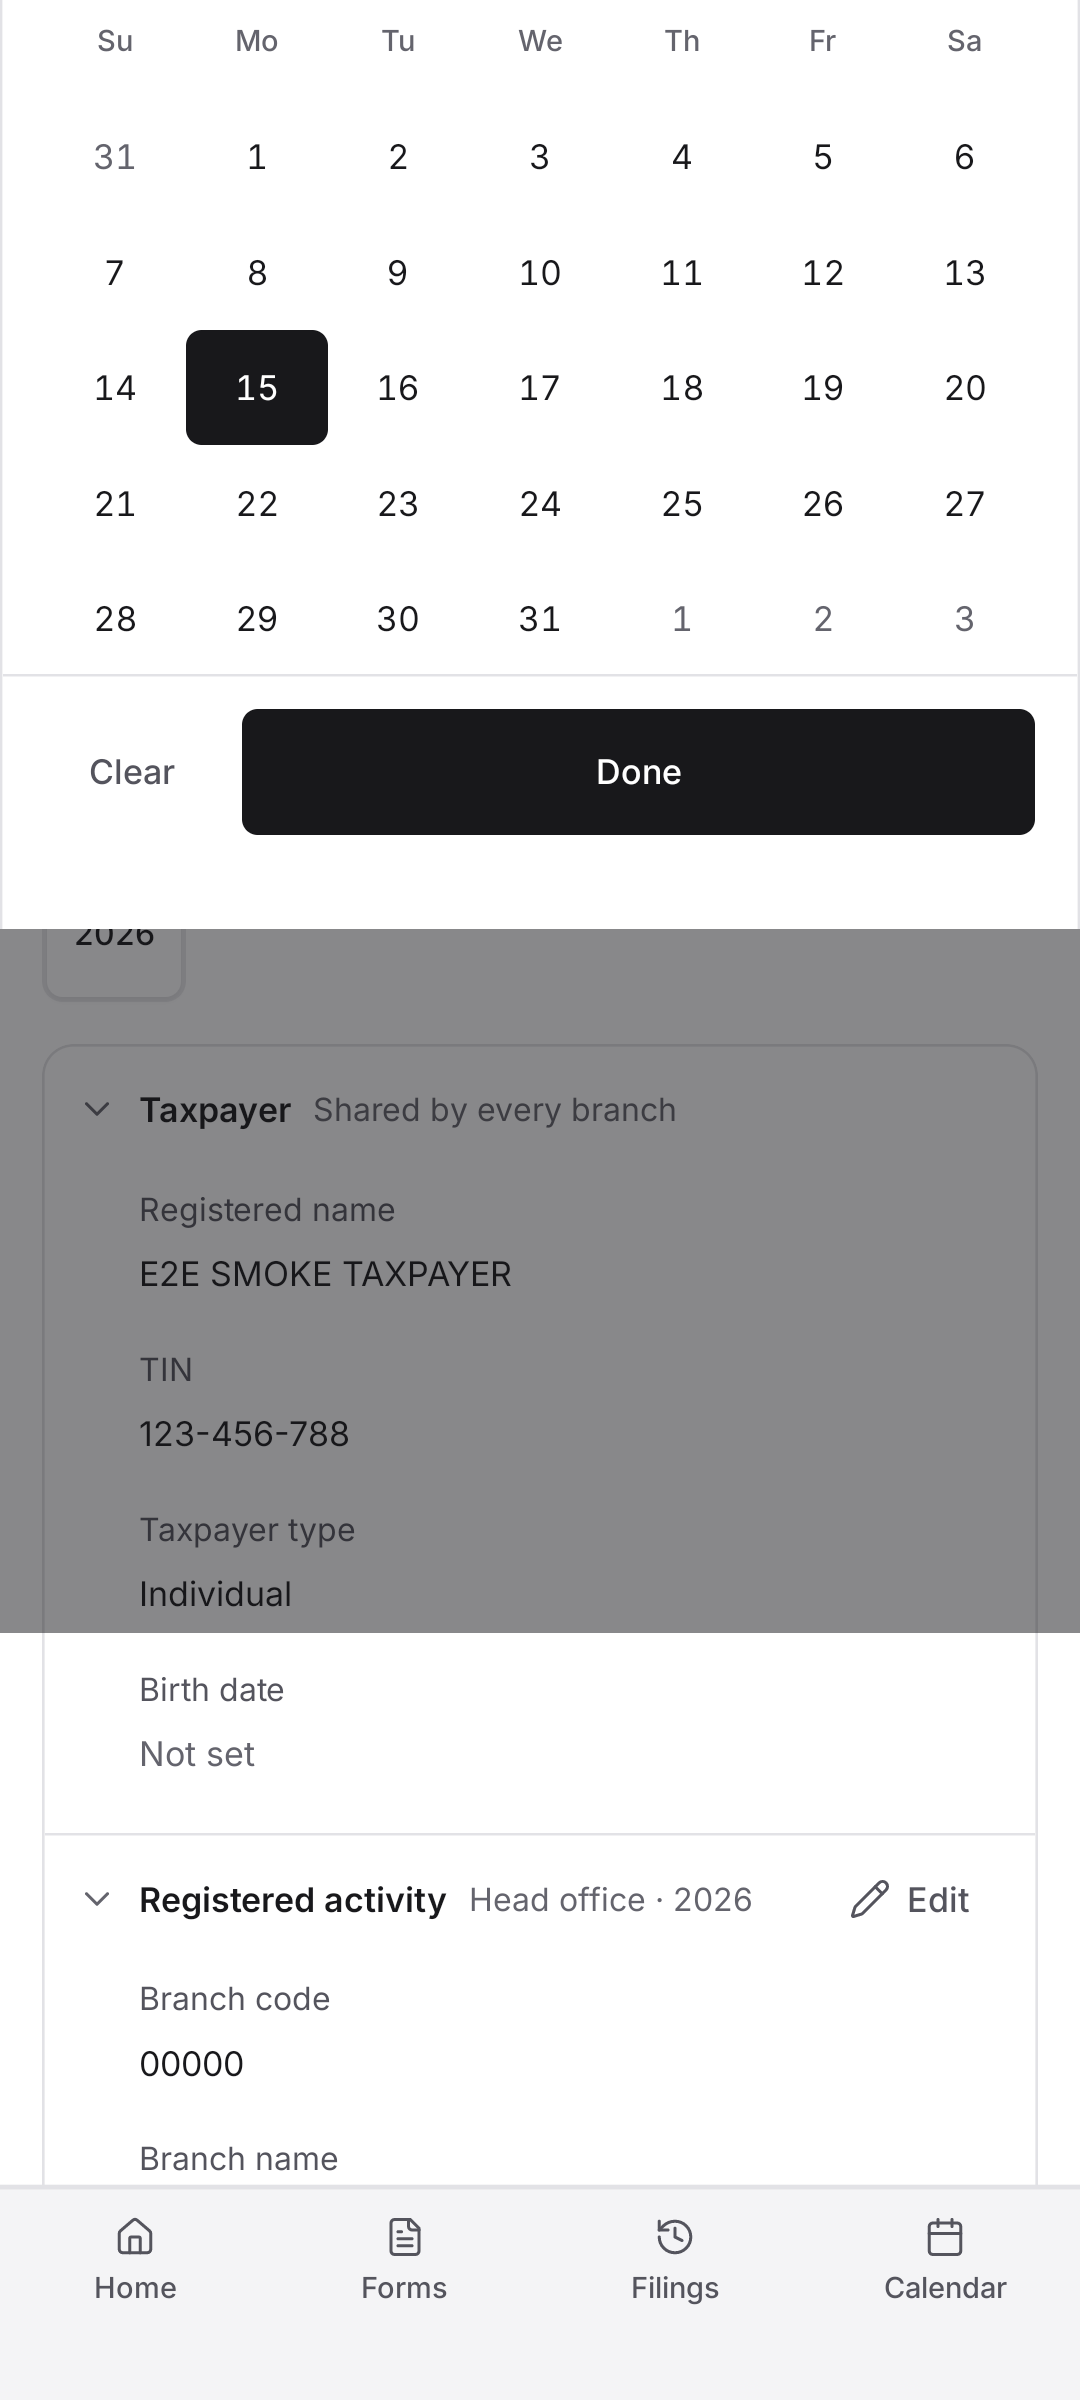 Su Mo Tu We Th Fr Sa
31 1 2 3 4 5 6
7 8 9 10 11 12 13
14 15 16 17 18 19 20
21 22 23 24 25 26 27
28 29 30 31 1 2 3
Clear Done
2026
Taxpayer Shared by every branch
Registered name
E2E SMOKE TAXPAYER
TIN
123-456-788
Taxpayer type
Individual
Birth date
Not set
Registered activity Head office · 2026 Edit
Branch code
00000
Branch name
Home Forms Filings Calendar